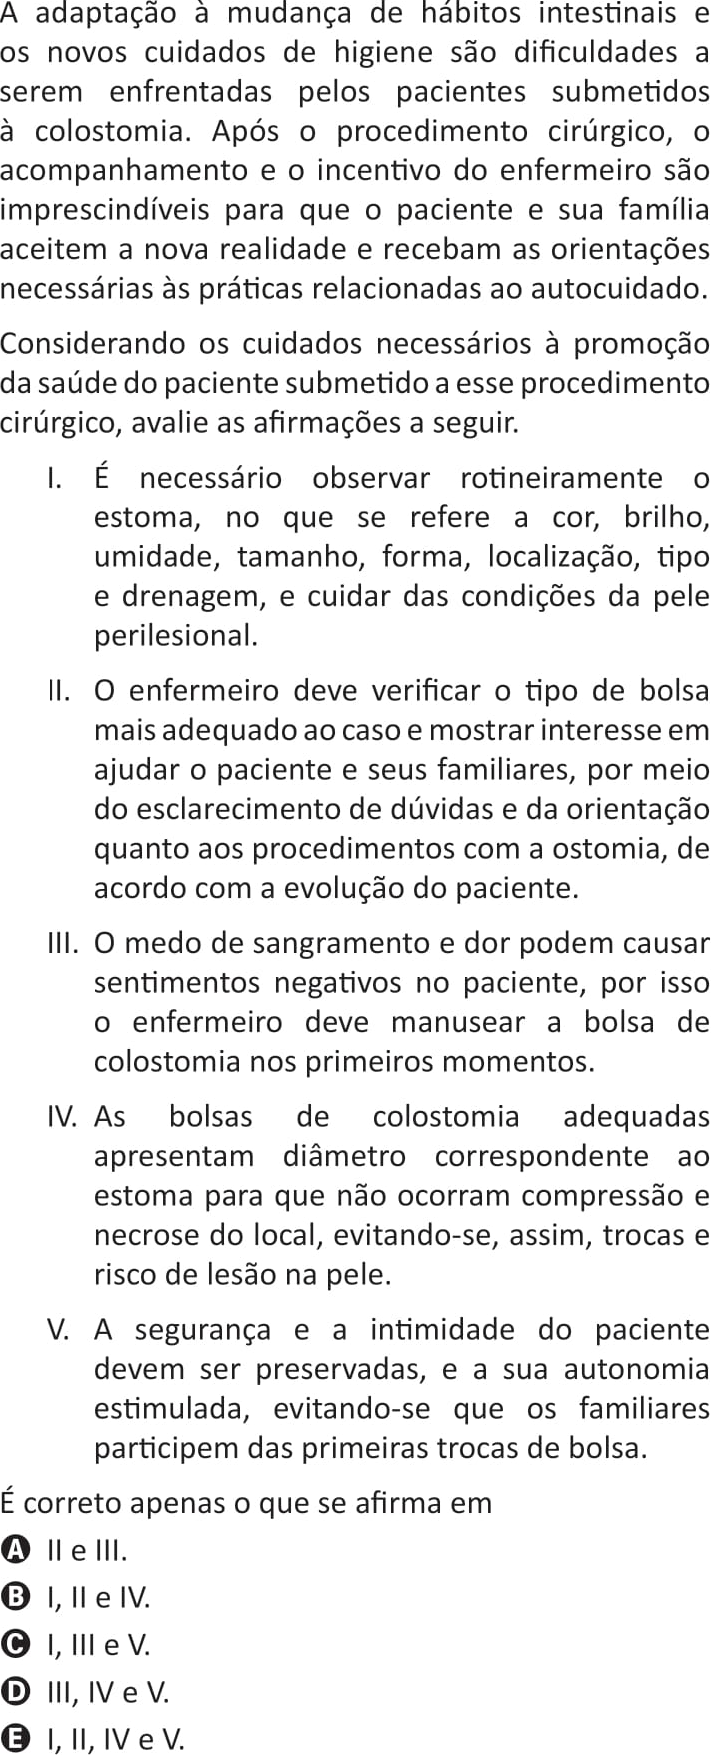 A adaptação à mudança de hábitos intestinais e
os novos cuidados de higiene são dificuldades a
serem enfrentadas pelos pacientes submetidos
à colostomia. Após o procedimento cirúrgico, o
acompanhamento e o incentivo do enfermeiro são
imprescindíveis para que o paciente e sua família
aceitem a nova realidade e recebam as orientações
necessárias às práticas relacionadas ao autocuidado.
Considerando os cuidados necessários à promoção
da saúde do paciente submetido a esse procedimento
cirúrgico, avalie as afirmações a seguir.
I. É necessário observar rotineiramente o
estoma, no que se refere a cor, brilho,
umidade, tamanho, forma, localização, tipo
e drenagem, e cuidar das condições da pele
perilesional.
II. O enfermeiro deve verificar o tipo de bolsa
mais adequado ao caso e mostrar interesse em
ajudar o paciente e seus familiares, por meio
do esclarecimento de dúvidas e da orientação
quanto aos procedimentos com a ostomia, de
acordo com a evolução do paciente.
III. O medo de sangramento e dor podem causar
sentimentos negativos no paciente, por isso
o enfermeiro deve manusear a bolsa de
colostomia nos primeiros momentos.
IV. As bolsas de colostomia adequadas
apresentam diâmetro correspondente ao
estoma para que não ocorram compressão e
necrose do local, evitando-se, assim, trocas e
risco de lesão na pele.
V. A segurança e a intimidade do paciente
devem ser preservadas, e a sua autonomia
estimulada, evitando-se que os familiares
participem das primeiras trocas de bolsa.
É correto apenas o que se afirma em
A II e III.
B I, II e IV.
C I, III e V.
D III, IV e V.
E I, II, IV e V.